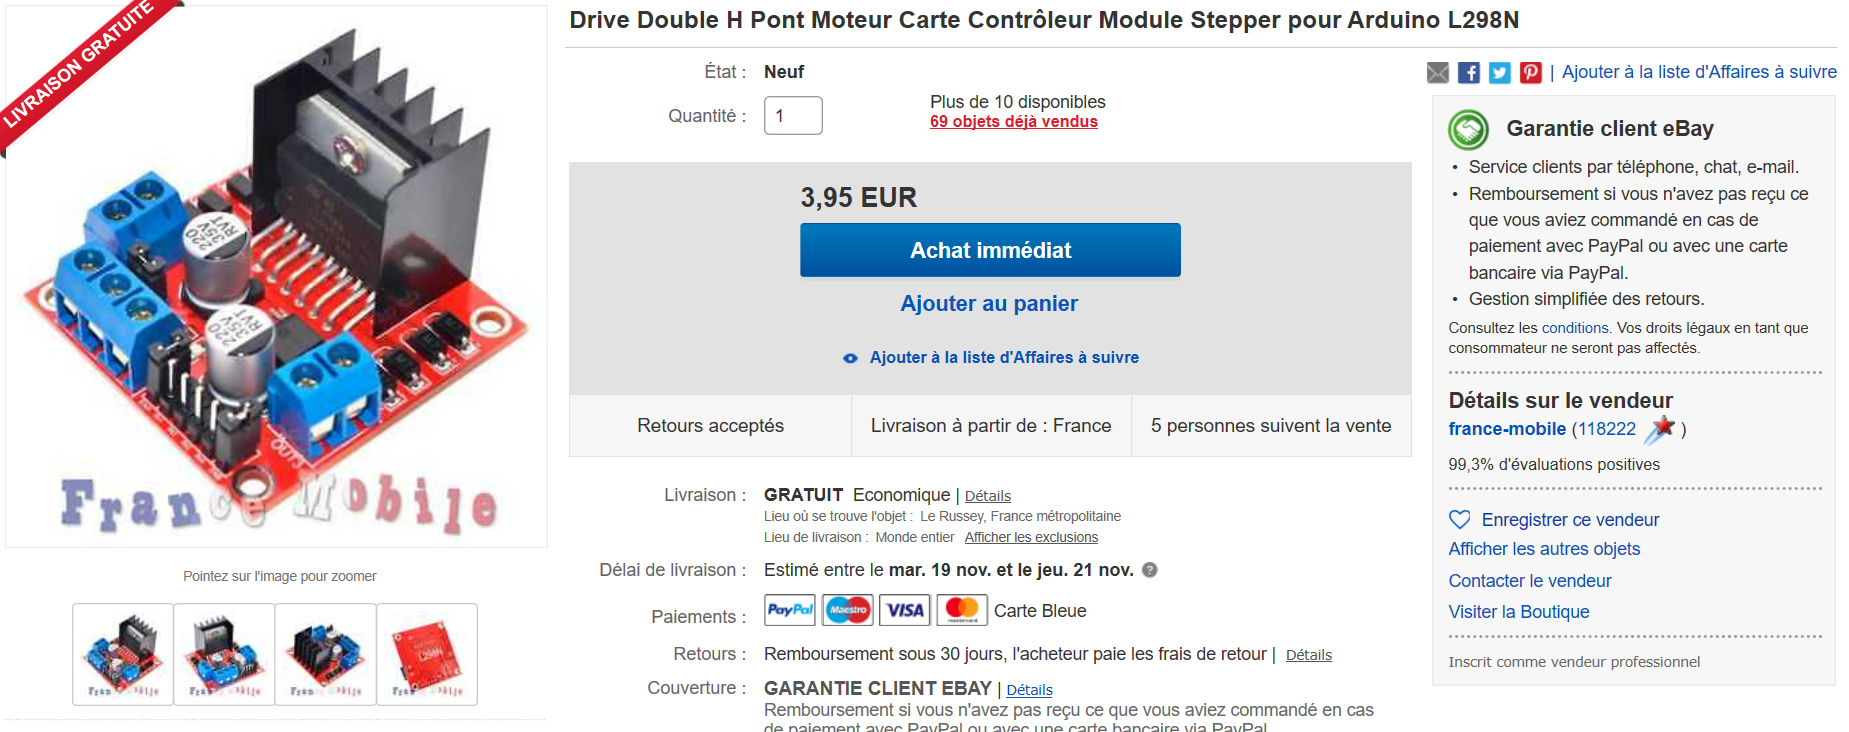 LIVRAISON GRATUITE
220
35V
RVT
220
35V
RVT
France Mobile
Pointez sur l'image pour zoomer
Drive Double H Pont Moteur Carte Contrôleur Module Stepper pour Arduino L298N
État : Neuf
Quantité : 1
Plus de 10 disponibles
69 objets déjà vendus
3,95 EUR
Achat immédiat
Ajouter au panier
Ajouter à la liste d'Affaires à suivre
Retours acceptés
Livraison à partir de : France
5 personnes suivent la vente
Livraison : GRATUIT Economique | Détails
Lieu où se trouve l'objet : Le Russey, France métropolitaine
Lieu de livraison : Monde entier Afficher les exclusions
Délai de livraison : Estimé entre le mar. 19 nov. et le jeu. 21 nov. ?
Paiements : PayPal Maestro VISA mastercard Carte Bleue
Retours : Remboursement sous 30 jours, l'acheteur paie les frais de retour | Détails
Couverture : GARANTIE CLIENT EBAY | Détails
Remboursement si vous n'avez pas reçu ce que vous aviez commandé en cas
de paiement avec PayPal ou avec une carte bancaire via PayPal.
| Ajouter à la liste d'Affaires à suivre
Garantie client eBay
• Service clients par téléphone, chat, e-mail.
• Remboursement si vous n'avez pas reçu ce
que vous aviez commandé en cas de
paiement avec PayPal ou avec une carte
bancaire via PayPal.
• Gestion simplifiée des retours.
Consultez les conditions. Vos droits légaux en tant que
consommateur ne seront pas affectés.
Détails sur le vendeur
france-mobile (118222 )
99,3% d'évaluations positives
Enregistrer ce vendeur
Afficher les autres objets
Contacter le vendeur
Visiter la Boutique
Inscrit comme vendeur professionnel